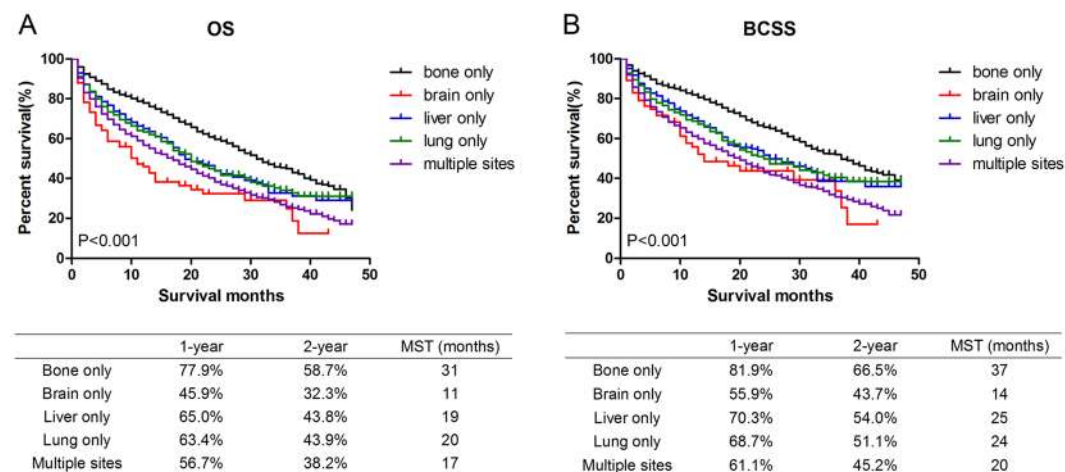 A
OS
100
80
60
40
20
0
Percent survival(%)
P<0.001
0 10 20 30 40 50
Survival months
bone only
brain only
liver only
lung only
multiple sites
1-year 2-year MST (months)
Bone only 77.9% 58.7% 31
Brain only 45.9% 32.3% 11
Liver only 65.0% 43.8% 19
Lung only 63.4% 43.9% 20
Multiple sites 56.7% 38.2% 17
B
BCSS
100
80
60
40
20
0
Percent survival(%)
P<0.001
0 10 20 30 40 50
Survival months
bone only
brain only
liver only
lung only
multiple sites
1-year 2-year MST (months)
Bone only 81.9% 66.5% 37
Brain only 55.9% 43.7% 14
Liver only 70.3% 54.0% 25
Lung only 68.7% 51.1% 24
Multiple sites 61.1% 45.2% 20